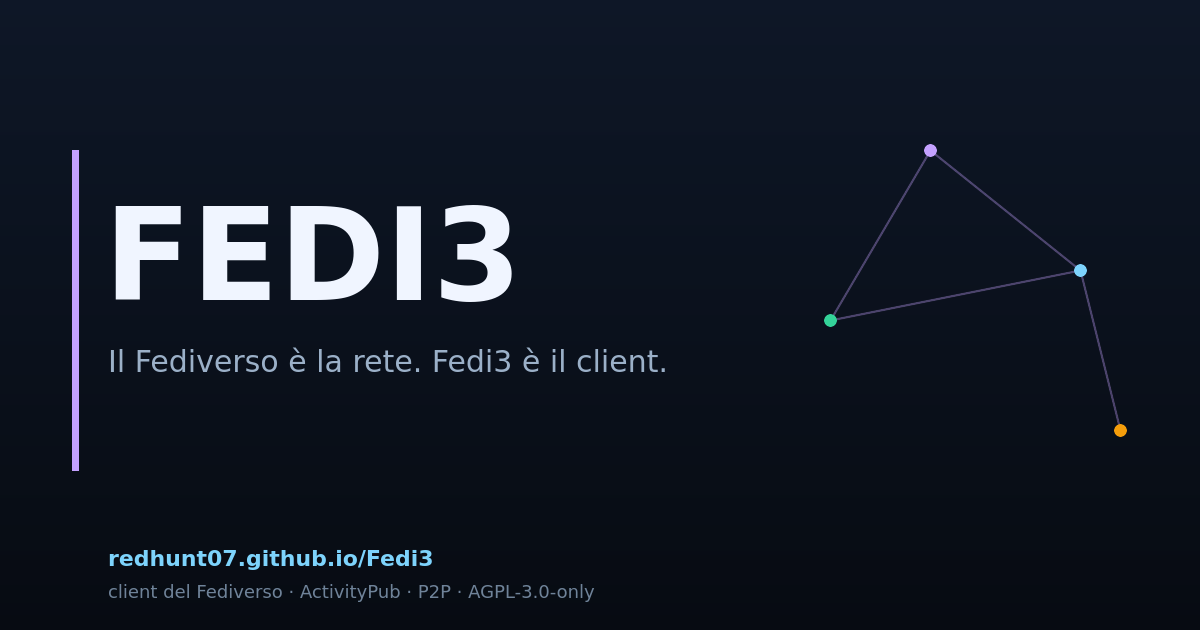 FEDI3
Il Fediverso è la rete. Fedi3 è il client.
redhunt07.github.io/Fedi3
client del Fediverso · ActivityPub · P2P · AGPL-3.0-only